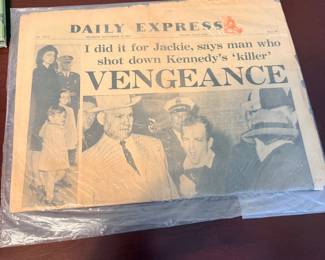 DAILY EXPRESS
I did it for Jackie, says man who
shot down Kennedy's 'killer'
VENGEANCE